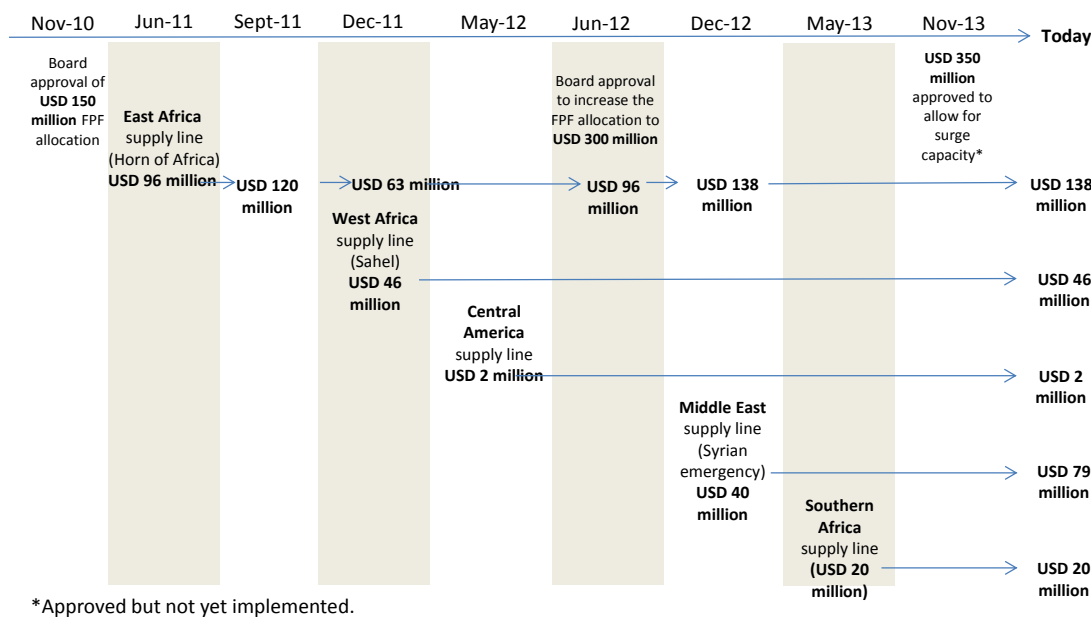 Nov-10 Jun-11 Sept-11 Dec-11 May-12 Jun-12 Dec-12 May-13 Nov-13
Today
Board
approval of
USD 150
million FPF
allocation
East Africa
supply line
(Horn of Africa)
USD 96 million
USD 120
million
USD 63 million
Board approval
to increase the
FPF allocation to
USD 300 million
USD 96
million
USD 138
million
USD 350
million
approved to
allow for
surge
capacity*
USD 138
million
West Africa
supply line
(Sahel)
USD 46
million
USD 46
million
Central
America
supply line
USD 2 million
USD 2
million
Middle East
supply line
(Syrian
emergency)
USD 40
million
USD 79
million
Southern
Africa
supply line
(USD 20
million)
USD 20
million
*Approved but not yet implemented.